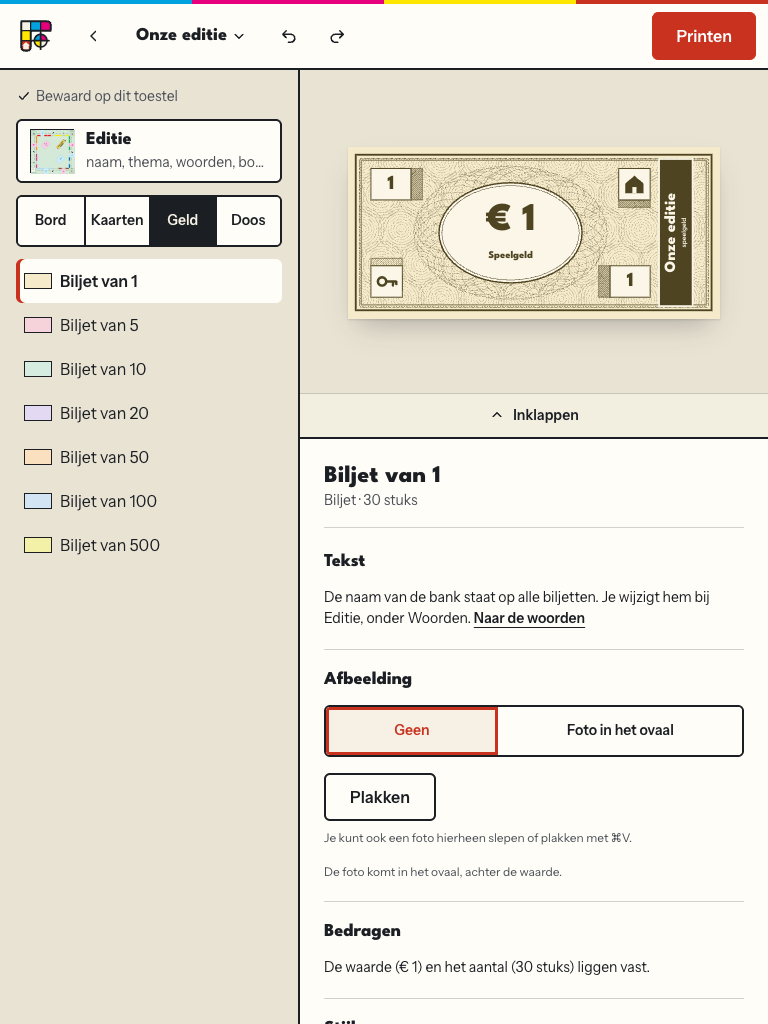 Onze editie
Printen
Bewaard op dit toestel
Editie
naam, thema, woorden, bo...
Bord
Kaarten
Geld
Doos
Biljet van 1
Biljet van 5
Biljet van 10
Biljet van 20
Biljet van 50
Biljet van 100
Biljet van 500
1
€ 1
Speelgeld
1
Onze editie
speelgeld
Inklappen
Biljet van 1
Biljet · 30 stuks
Tekst
De naam van de bank staat op alle biljetten. Je wijzigt hem bij
Editie, onder Woorden. Naar de woorden
Afbeelding
Geen
Foto in het ovaal
Plakken
Je kunt ook een foto hierheen slepen of plakken met ⌘V.
De foto komt in het ovaal, achter de waarde.
Bedragen
De waarde (€ 1) en het aantal (30 stuks) liggen vast.